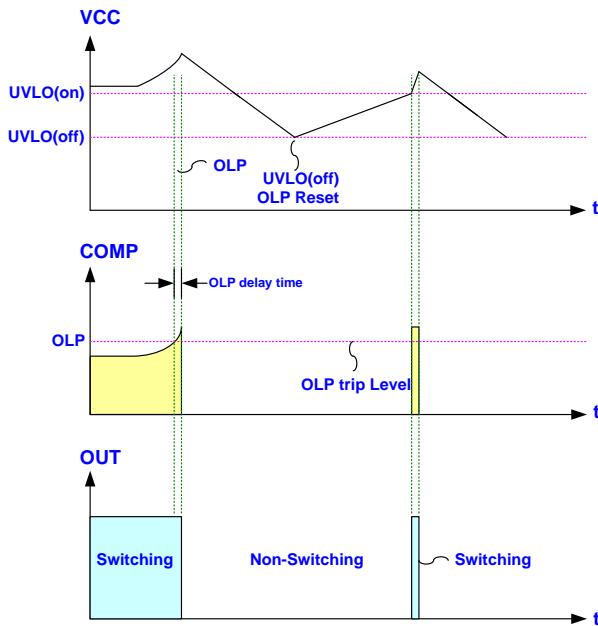 VCC
UVLO(on)
UVLO(off)
OLP
UVLO(off)
OLP Reset
t
COMP
OLP delay time
OLP
OLP trip Level
t
OUT
Switching
Non-Switching
Switching
t